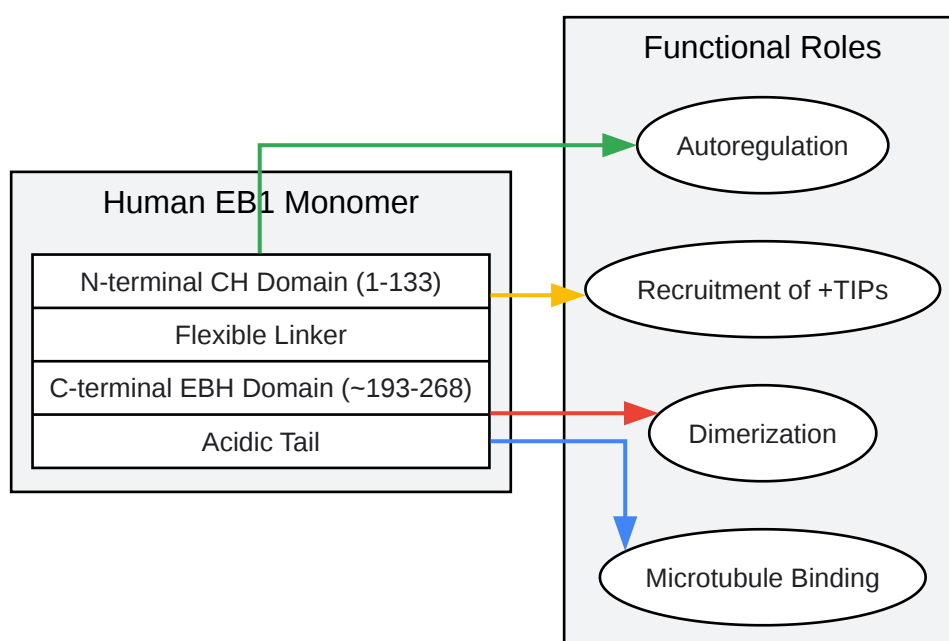 Human EB1 Monomer
N-terminal CH Domain (1-133)
Flexible Linker
C-terminal EBH Domain (~193-268)
Acidic Tail
Functional Roles
Autoregulation
Recruitment of +TIPs
Dimerization
Microtubule Binding